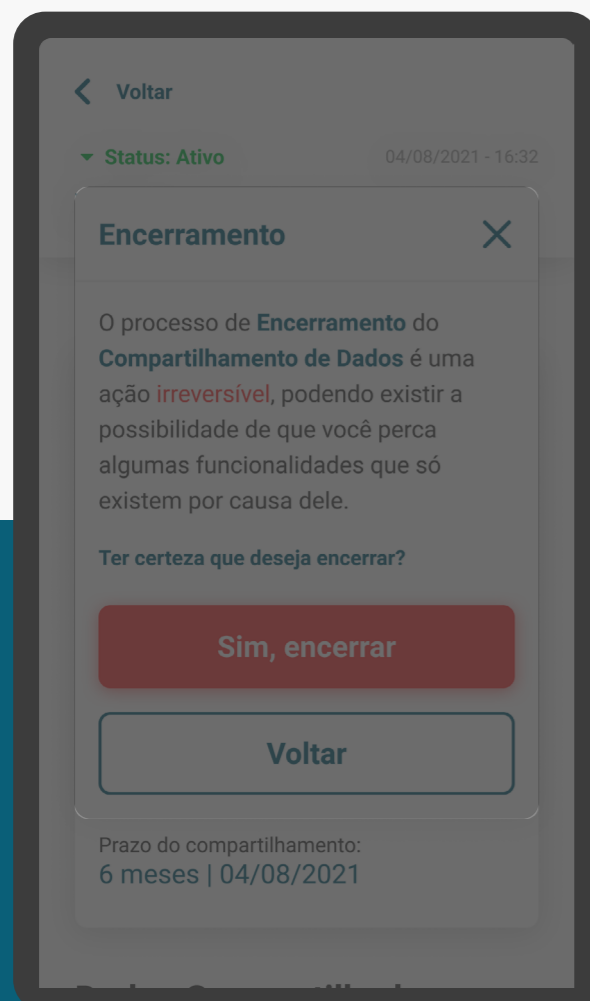 Voltar
Status: Ativo
04/08/2021 - 16:32
Encerramento
O processo de Encerramento do
Compartilhamento de Dados é uma
ação irreversível, podendo existir a
possibilidade de que você perca
algumas funcionalidades que só
existem por causa dele.
Ter certeza que deseja encerrar?
Sim, encerrar
Voltar
Prazo do compartilhamento:
6 meses | 04/08/2021